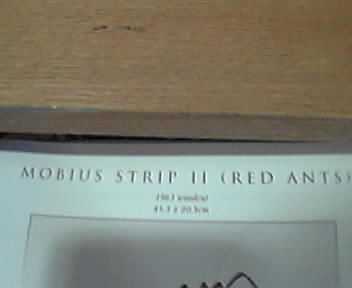 MOBIUS STRIP II (RED ANTS)
1963 woodcut
45.3 x 20.5cm